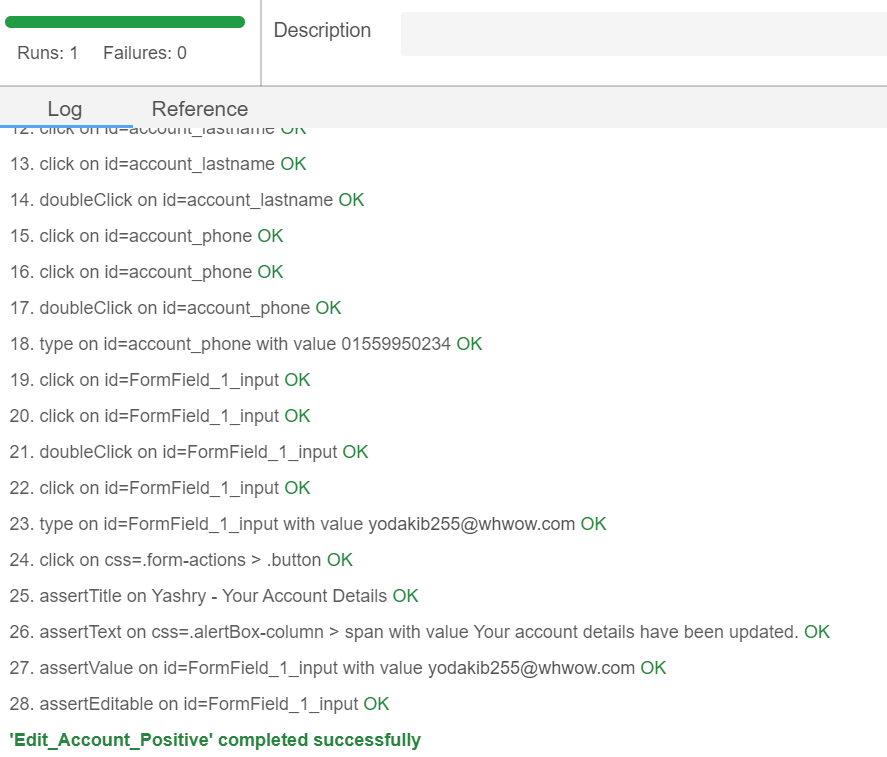 Runs: 1 Failures: 0
Description
Log Reference
12. click on id=account_lastname OK
13. click on id=account_lastname OK
14. doubleClick on id=account_lastname OK
15. click on id=account_phone OK
16. click on id=account_phone OK
17. doubleClick on id=account_phone OK
18. type on id=account_phone with value 01559950234 OK
19. click on id=FormField_1_input OK
20. click on id=FormField_1_input OK
21. doubleClick on id=FormField_1_input OK
22. click on id=FormField_1_input OK
23. type on id=FormField_1_input with value yodakib255@whwow.com OK
24. click on css=.form-actions > .button OK
25. assertTitle on Yashry - Your Account Details OK
26. assertText on css=.alertBox-column > span with value Your account details have been updated. OK
27. assertValue on id=FormField_1_input with value yodakib255@whwow.com OK
28. assertEditable on id=FormField_1_input OK
'Edit_Account_Positive' completed successfully